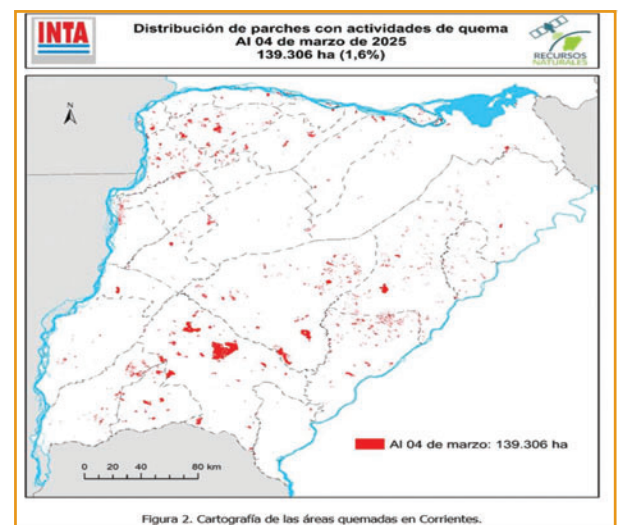 INTA
Distribución de parches con actividades de quema
Al 04 de marzo de 2025
139.306 ha (1,6%)
RECURSOS
NATURALES
N
Al 04 de marzo: 139.306 ha
0 20 40 80 km
Figura 2. Cartografía de las áreas quemadas en Corrientes.